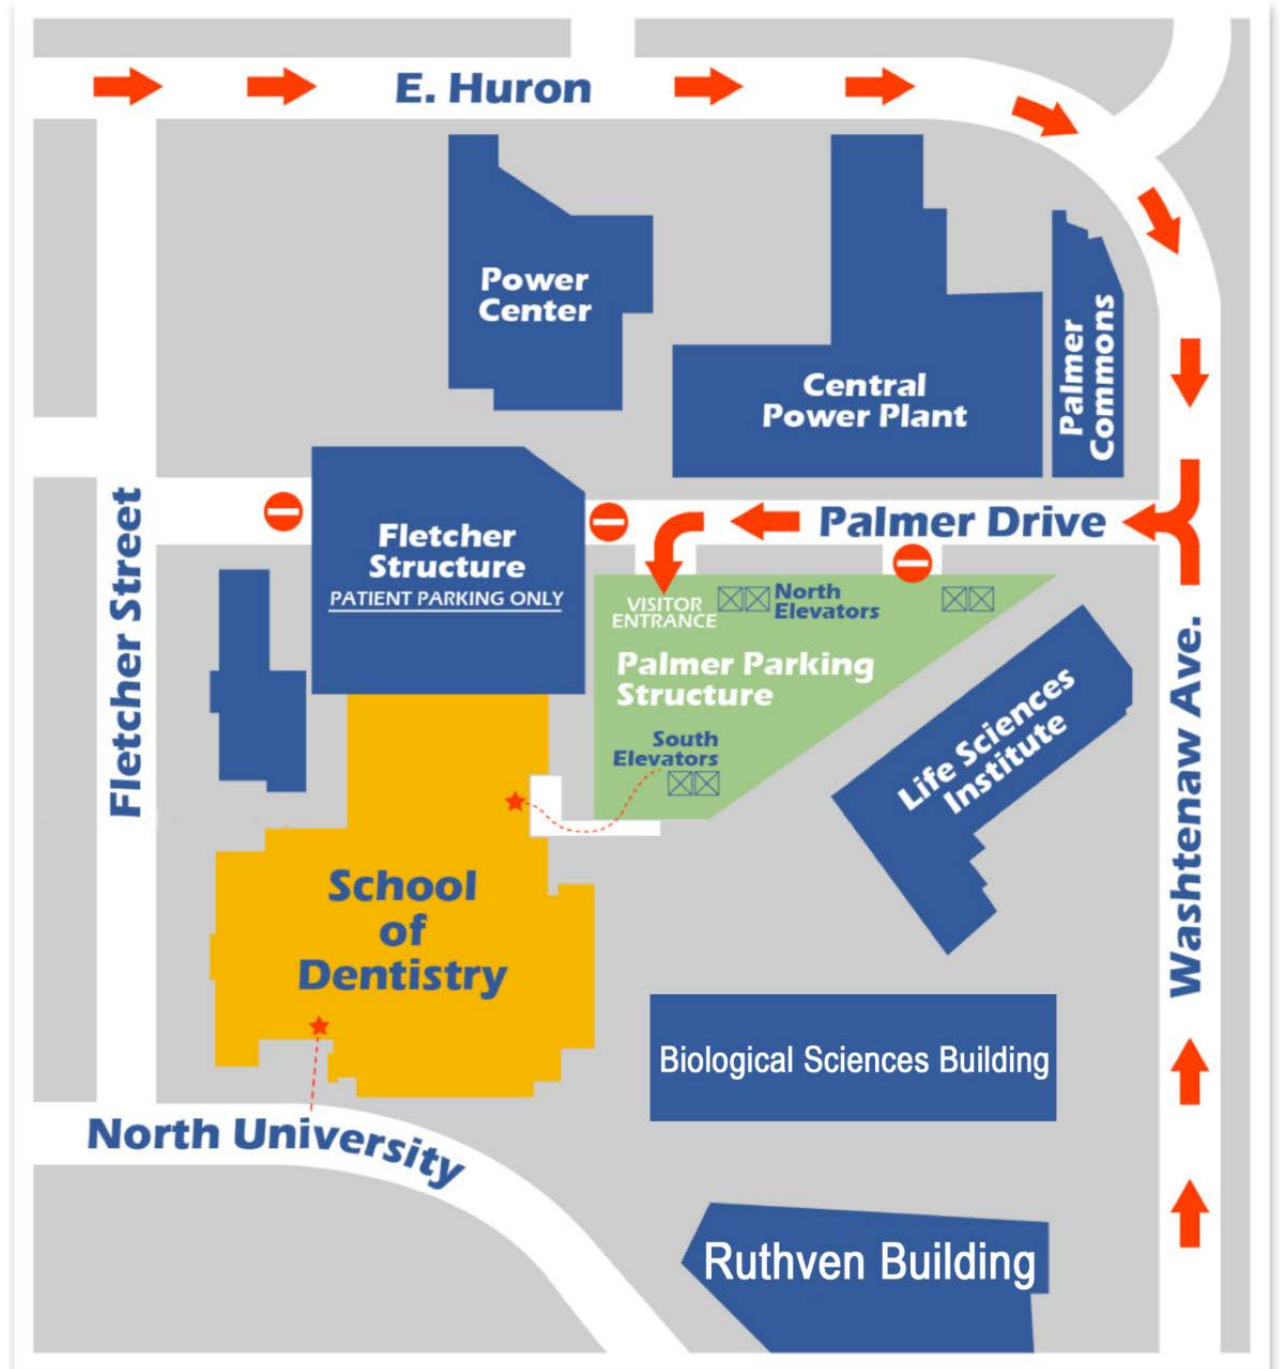 E. Huron
Power
Center
Central
Power Plant
Palmer
Commons
Fletcher Street
Fletcher
Structure
PATIENT PARKING ONLY
Palmer Drive
VISITOR
ENTRANCE
North
Elevators
Palmer Parking
Structure
South
Elevators
Life Sciences
Institute
Washtenaw Ave.
School
of
Dentistry
Biological Sciences Building
North University
Ruthven Building